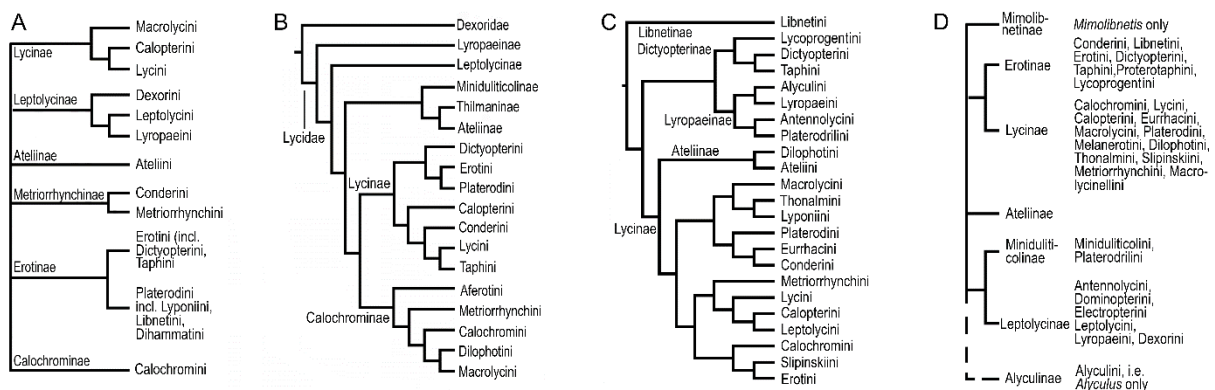 A
Lycinae
Macrolycini
Calopterini
Lycini
Leptolycinae
Dexorini
Leptolycini
Lyropaeini
Ateliinae
Ateliini
Metriorrhynchinae
Conderini
Metriorrhynchini
Erotinae
Erotini (incl.
Dictyopterini,
Taphini
Platerodini
incl. Lyponiini,
Libnetini,
Dihammatini
Calochrominae
Calochromini
B
Lycidae
Dexoridae
Lyropaeinae
Leptolycinae
Miniduliticolinae
Thilmaninae
Ateliinae
Lycinae
Dictyopterini
Erotini
Platerodini
Calopterini
Conderini
Lycini
Taphini
Calochrominae
Aferotini
Metriorrhynchini
Calochromini
Dilophotini
Macrolycini
C
Libnetini
Libnetinae
Dictyopterinae
Lycoprogentini
Dictyopterini
Taphini
Lyropaeinae
Alyculini
Lyropaeini
Antennolycini
Platerodrilini
Ateliinae
Dilophotini
Ateliini
Lycinae
Macrolycini
Thonalmini
Lyponiini
Platerodini
Eurrhacini
Conderini
Metriorrhynchini
Lycini
Calopterini
Leptolycini
Calochromini
Slipinskiini
Erotini
D
Mimolib-
netinae
Mimolibnetis only
Erotinae
Conderini, Libnetini,
Erotini, Dictyopterini,
Taphini,Proterotaphini,
Lycoprogentini
Lycinae
Calochromini, Lycini,
Calopterini, Eurrhacini,
Macrolycini, Platerodini,
Melanerotini, Dilophotini,
Thonalmini, Slipinskiini,
Metriorrhynchini, Macro-
lycinellini
Ateliinae
Miniduliti-
colinae
Miniduliticolini,
Platerodrilini
Leptolycinae
Antennolycini,
Dominopterini,
Electropterini
Leptolycini,
Lyropaeini, Dexorini
Alyculinae
Alyculini, i.e.
Alyculus only